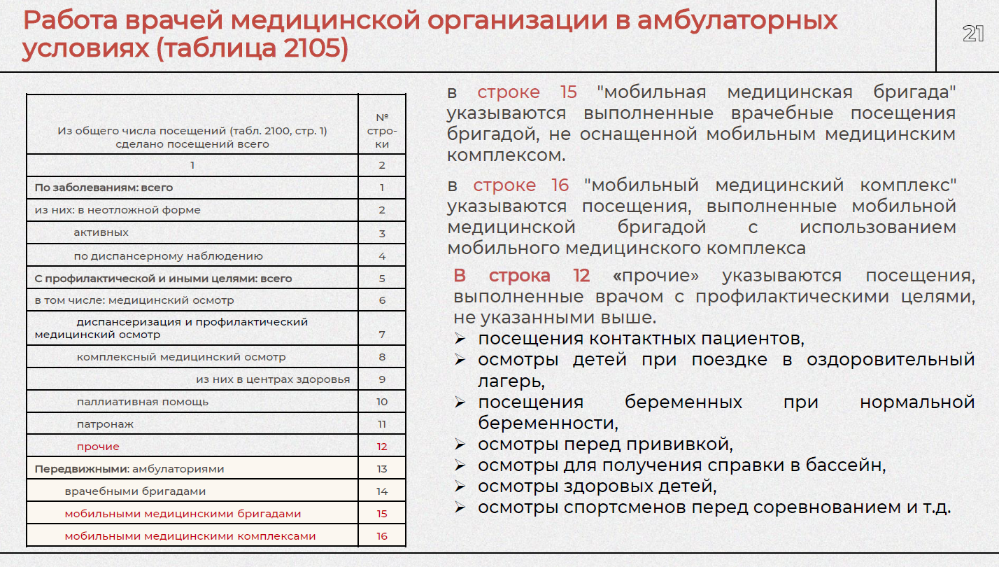 Работа врачей медицинской организации в амбулаторных
условиях (таблица 2105)
21
Из общего числа посещений (табл. 2100, стр. 1)
сделано посещений всего
№
стро-
ки
1 2
По заболеваниям: всего 1
из них: в неотложной форме 2
активных 3
по диспансерному наблюдению 4
С профилактической и иными целями: всего 5
в том числе: медицинский осмотр 6
диспансеризация и профилактический
медицинский осмотр 7
комплексный медицинский осмотр 8
из них в центрах здоровья 9
паллиативная помощь 10
патронаж 11
прочие 12
Передвижными: амбулаториями 13
врачебными бригадами 14
мобильными медицинскими бригадами 15
мобильными медицинскими комплексами 16
в строке 15 "мобильная медицинская бригада"
указываются выполненные врачебные посещения
бригадой, не оснащенной мобильным медицинским
комплексом.
в строке 16 "мобильный медицинский комплекс"
указываются посещения, выполненные мобильной
медицинской бригадой с использованием
мобильного медицинского комплекса
В строка 12 «прочие» указываются посещения,
выполненные врачом с профилактическими целями,
не указанными выше.
➢ посещения контактных пациентов,
➢ осмотры детей при поездке в оздоровительный
лагерь,
➢ посещения беременных при нормальной
беременности,
➢ осмотры перед прививкой,
➢ осмотры для получения справки в бассейн,
➢ осмотры здоровых детей,
➢ осмотры спортсменов перед соревнованием и т.д.